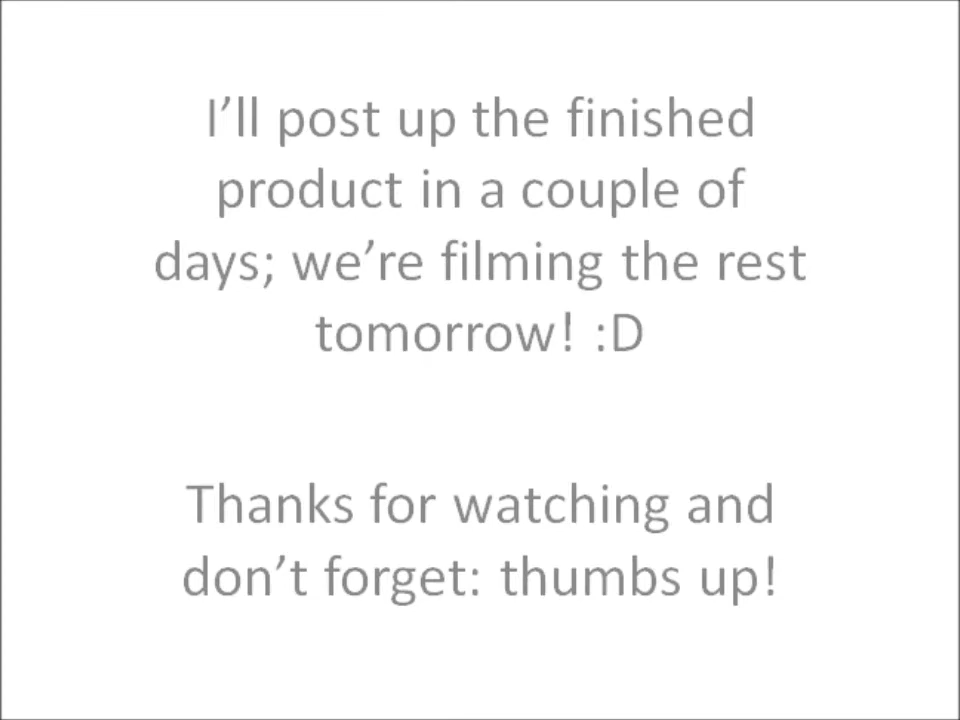 I’ll post up the finished
product in a couple of
days; we’re filming the rest
tomorrow! :D
Thanks for watching and
don’t forget: thumbs up!